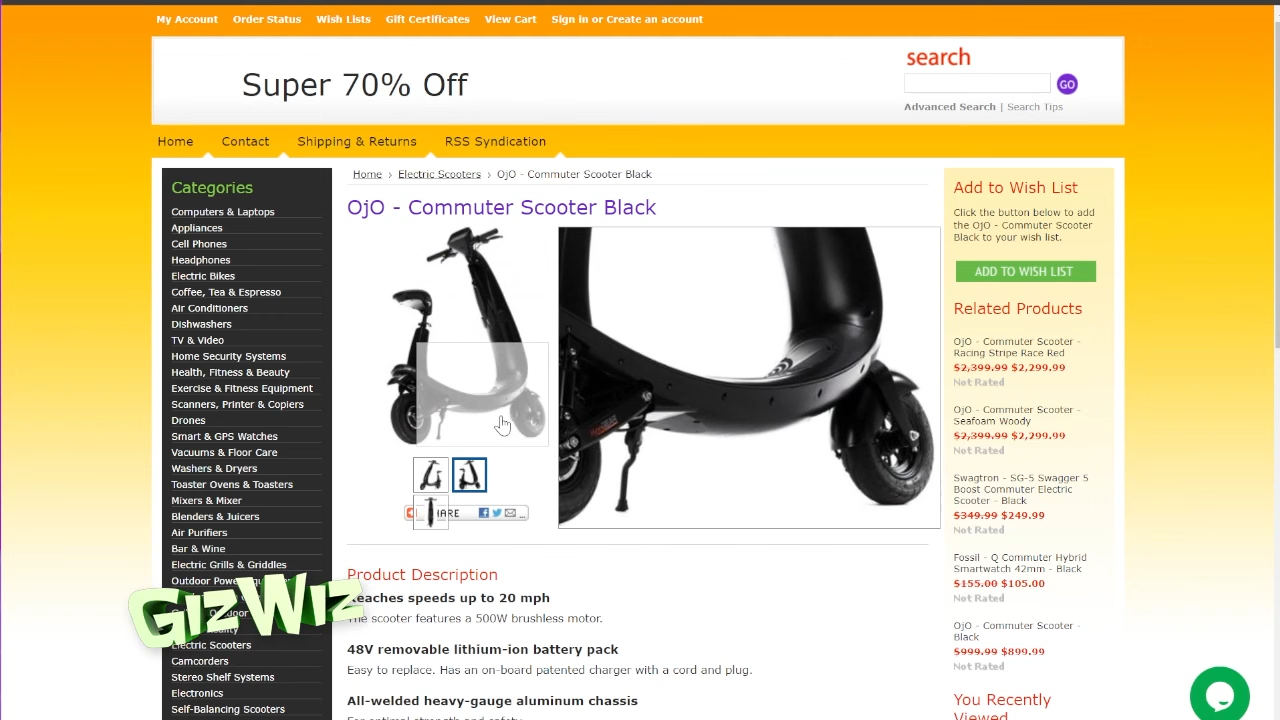 My Account Order Status Wish Lists Gift Certificates View Cart Sign in or Create an account
Super 70% Off
search
GO
Advanced Search | Search Tips
Home Contact Shipping & Returns RSS Syndication
Categories
Computers & Laptops
Appliances
Cell Phones
Headphones
Electric Bikes
Coffee, Tea & Espresso
Air Conditioners
Dishwashers
TV & Video
Home Security Systems
Health, Fitness & Beauty
Exercise & Fitness Equipment
Scanners, Printer & Copiers
Drones
Smart & GPS Watches
Vacuums & Floor Care
Washers & Dryers
Toaster Ovens & Toasters
Mixers & Mixer
Blenders & Juicers
Air Purifiers
Bar & Wine
Electric Grills & Griddles
Outdoor
Electric Scooters
Camcorders
Stereo Shelf Systems
Electronics
Self-Balancing Scooters
GizWiz
Home › Electric Scooters › OjO - Commuter Scooter Black
OjO - Commuter Scooter Black
Product Description
Reaches speeds up to 20 mph
The scooter features a 500W brushless motor.
48V removable lithium-ion battery pack
Easy to replace. Has an on-board patented charger with a cord and plug.
All-welded heavy-gauge aluminum chassis
For optimal strength and safety.
Add to Wish List
Click the button below to add
the OjO - Commuter Scooter
Black to your wish list.
ADD TO WISH LIST
Related Products
OjO - Commuter Scooter -
Racing Stripe Race Red
$2,399.99 $2,299.99
Not Rated
OjO - Commuter Scooter -
Seafoam Woody
$2,399.99 $2,299.99
Not Rated
Swagtron - SG-5 Swagger 5
Boost Commuter Electric
Scooter - Black
$349.99 $249.99
Not Rated
Fossil - Q Commuter Hybrid
Smartwatch 42mm - Black
$155.00 $105.00
Not Rated
OjO - Commuter Scooter -
Black
$999.99 $899.99
Not Rated
You Recently
Viewed